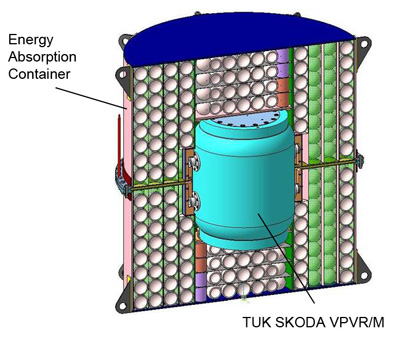 Energy
Absorption
Container
TUK SKODA VPVR/M